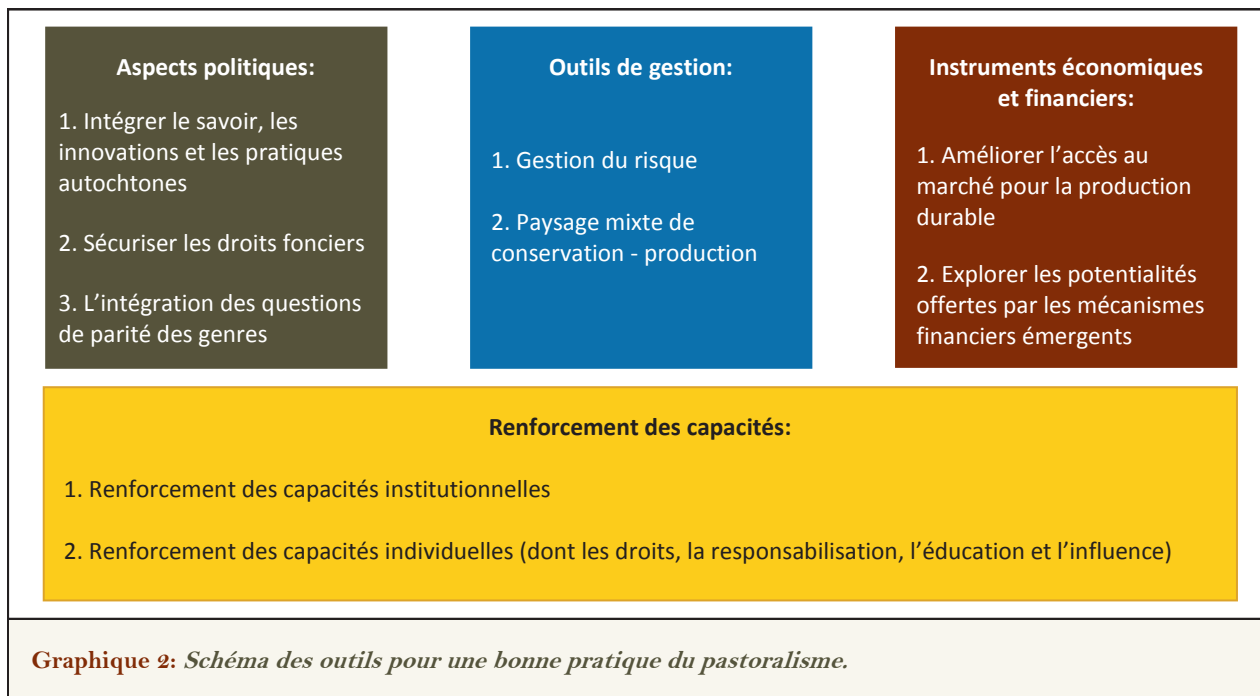 Aspects politiques:
1. Intégrer le savoir, les
innovations et les pratiques
autochtones
2. Sécuriser les droits fonciers
3. L’intégration des questions
de parité des genres
Outils de gestion:
1. Gestion du risque
2. Paysage mixte de
conservation - production
Instruments économiques
et financiers:
1. Améliorer l’accès au
marché pour la production
durable
2. Explorer les potentialités
offertes par les mécanismes
financiers émergents
Renforcement des capacités:
1. Renforcement des capacités institutionnelles
2. Renforcement des capacités individuelles (dont les droits, la responsabilisation, l’éducation et l’influence)
Graphique 2: Schéma des outils pour une bonne pratique du pastoralisme.